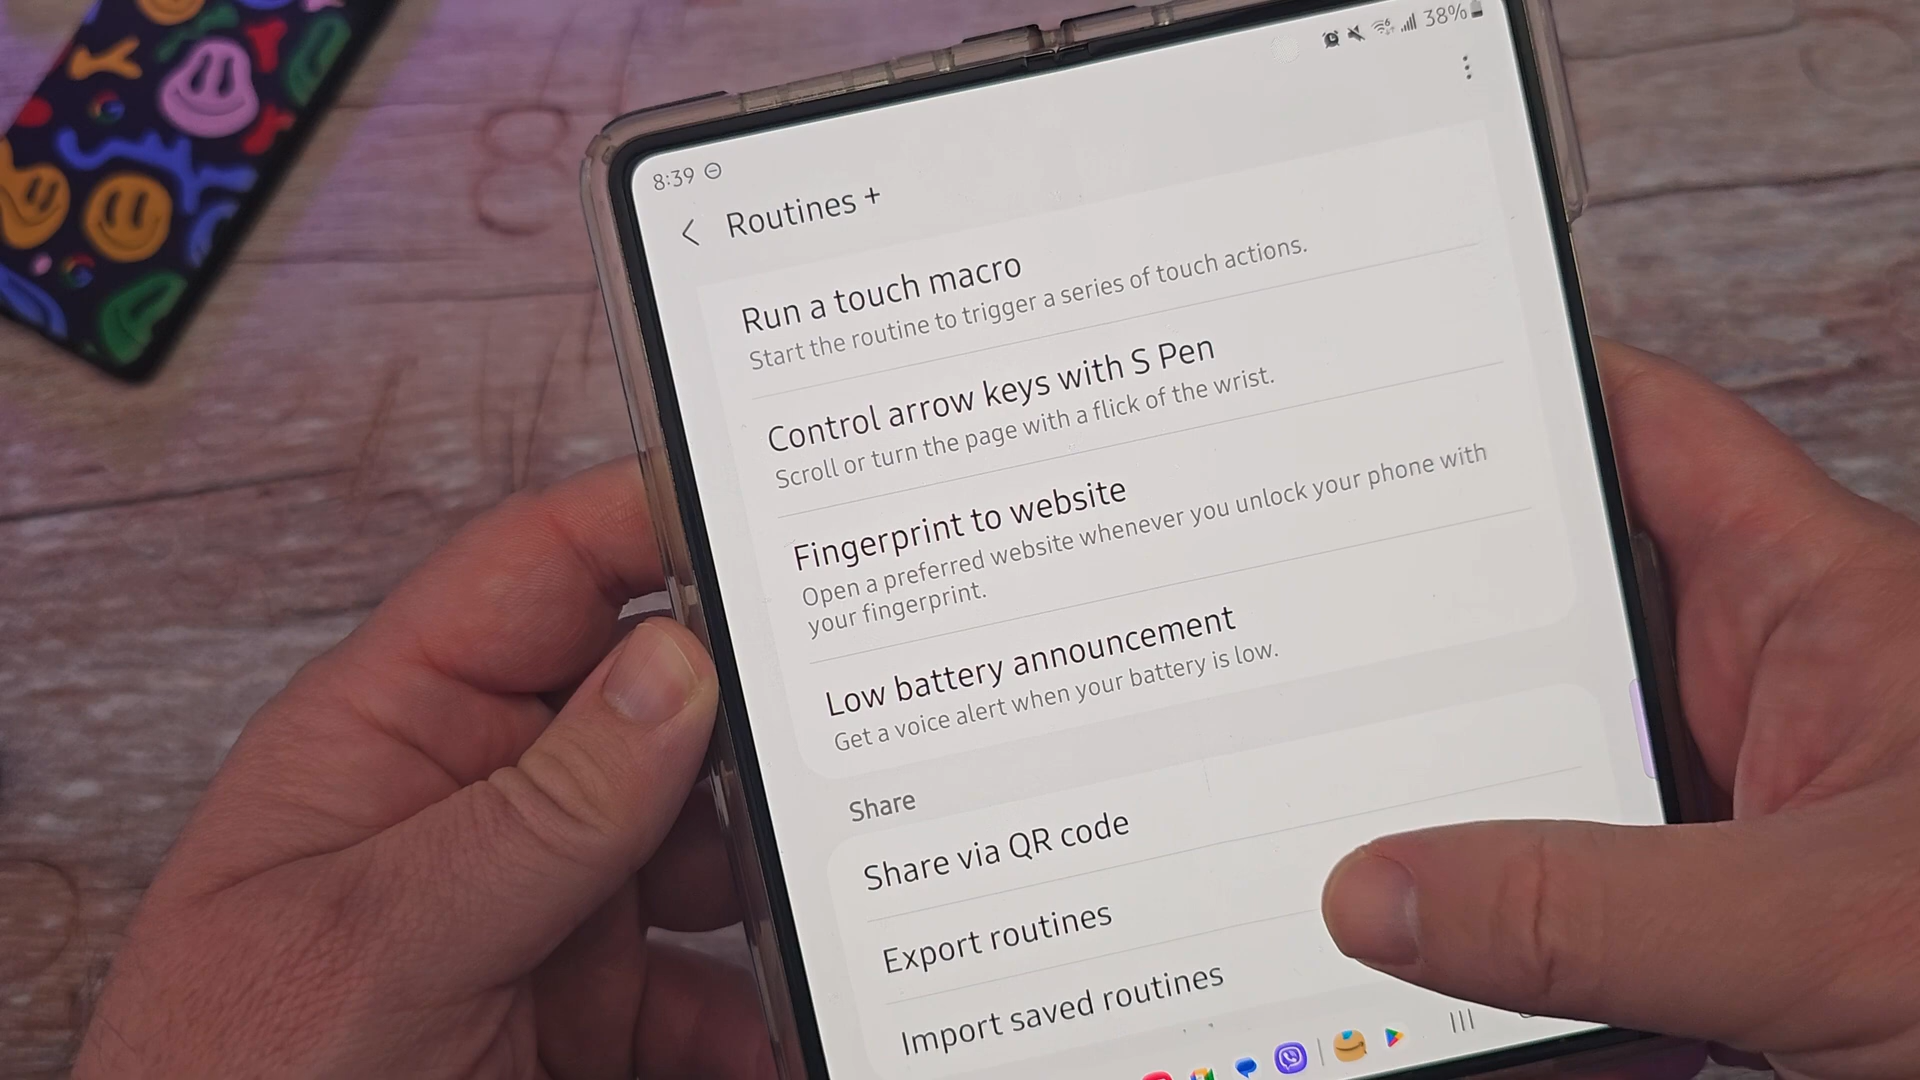 38%
8:39
Routines +
Run a touch macro
Start the routine to trigger a series of touch actions.
Control arrow keys with S Pen
Scroll or turn the page with a flick of the wrist.
Fingerprint to website
Open a preferred website whenever you unlock your phone with
your fingerprint.
Low battery announcement
Get a voice alert when your battery is low.
Share
Share via QR code
Export routines
Import saved routines